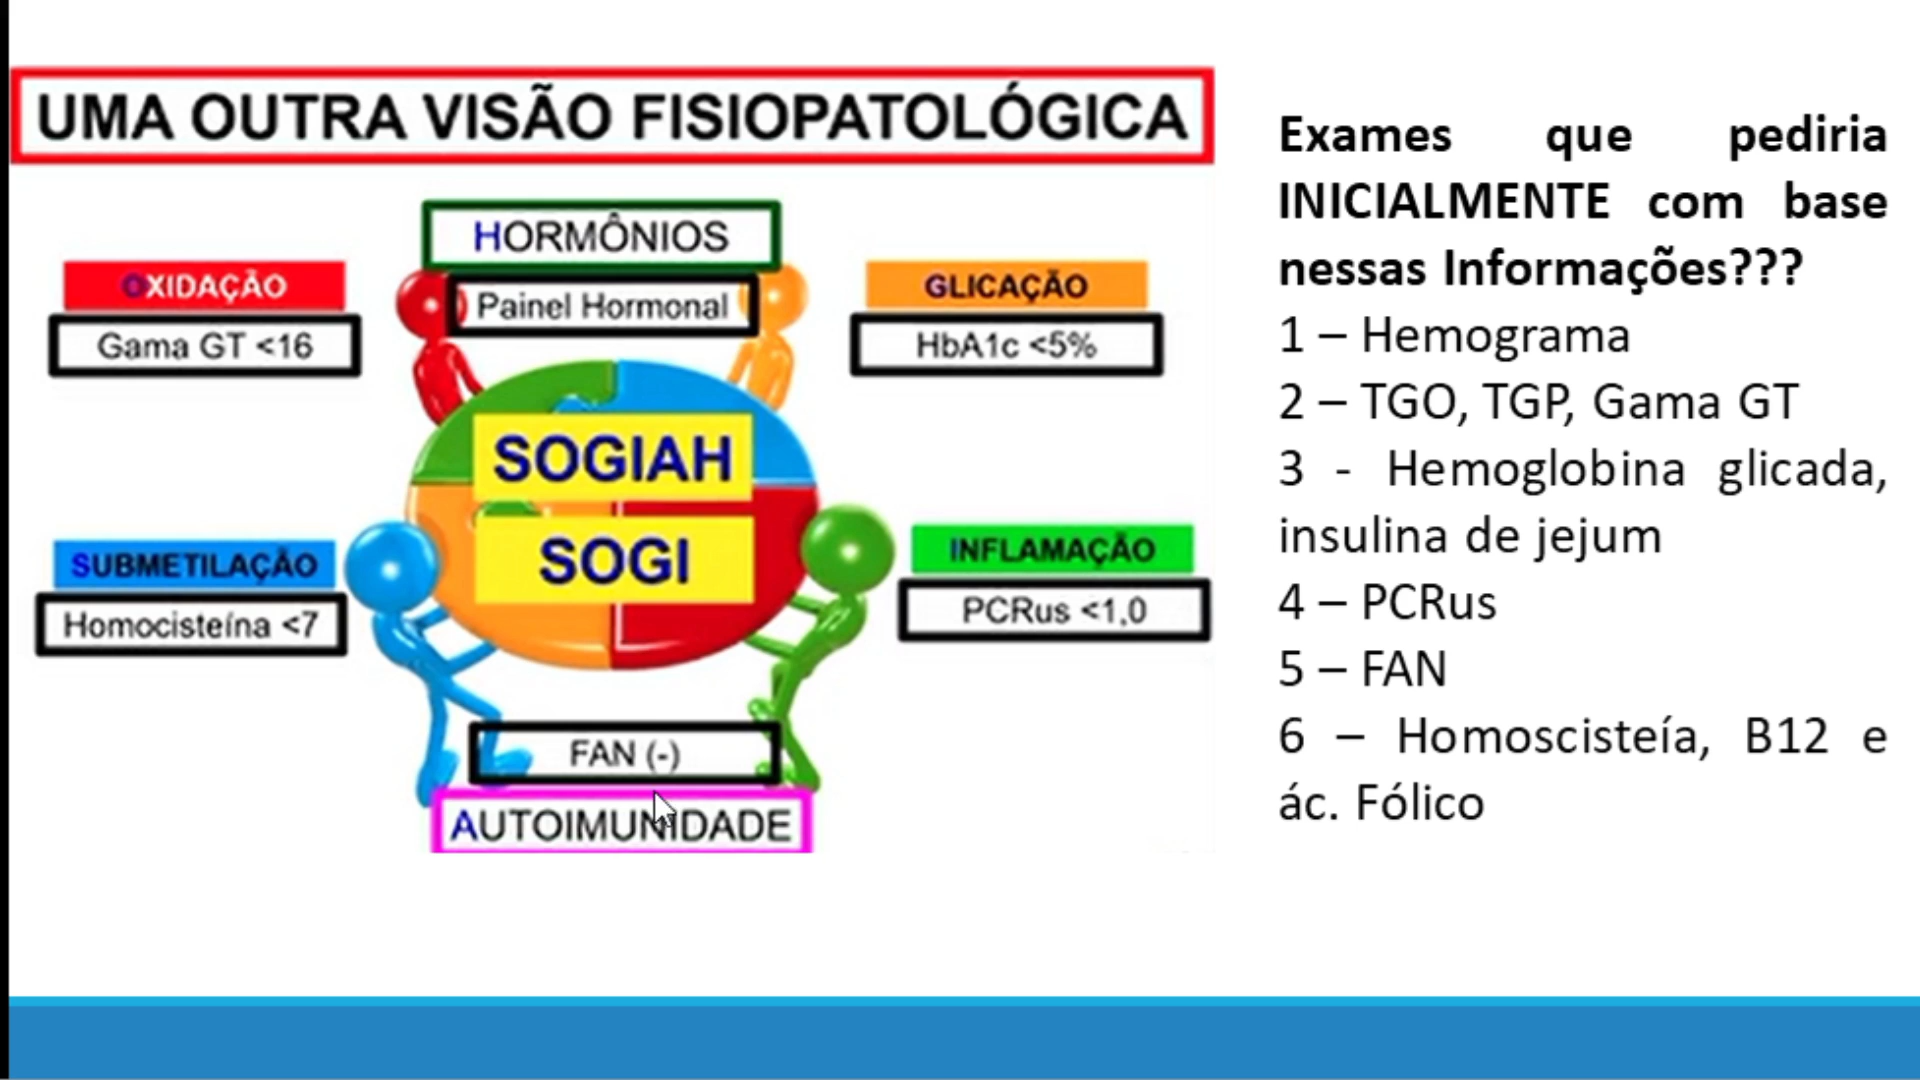 UMA OUTRA VISÃO FISIOPATOLÓGICA
HORMÔNIOS
Painel Hormonal
OXIDAÇÃO
Gama GT <16
GLICAÇÃO
HbA1c <5%
SOGIAH
SOGI
SUBMETILAÇÃO
Homocisteína <7
INFLAMAÇÃO
PCRus <1,0
FAN (-)
AUTOIMUNIDADE
Exames que pediria
INICIALMENTE com base
nessas Informações???
1 – Hemograma
2 – TGO, TGP, Gama GT
3 - Hemoglobina glicada,
insulina de jejum
4 – PCRus
5 – FAN
6 – Homoscisteía, B12 e
ác. Fólico